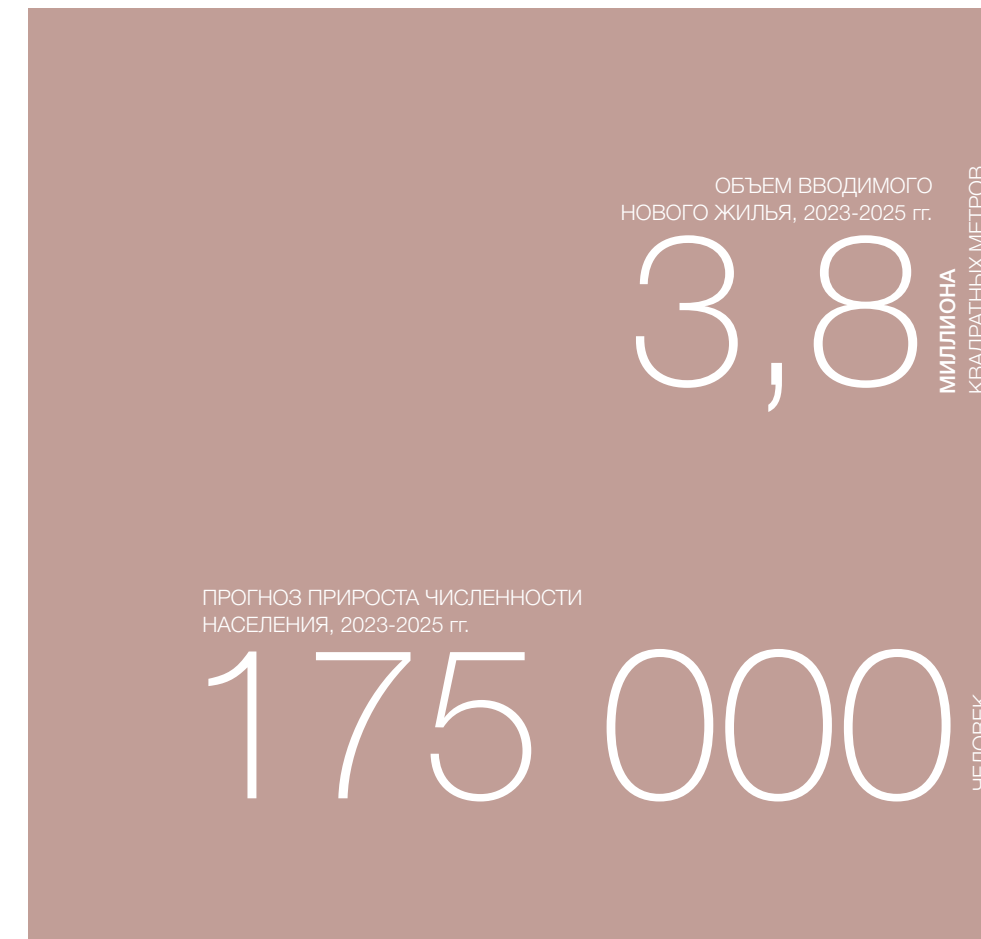 ОБЪЕМ ВВОДИМОГО
НОВОГО ЖИЛЬЯ, 2023-2025 гг.
3,8
МИЛЛИОНА
КВАДРАТНЫХ МЕТРОВ
ПРОГНОЗ ПРИРОСТА ЧИСЛЕННОСТИ
НАСЕЛЕНИЯ, 2023-2025 гг.
175 000
ЧЕЛОВЕК